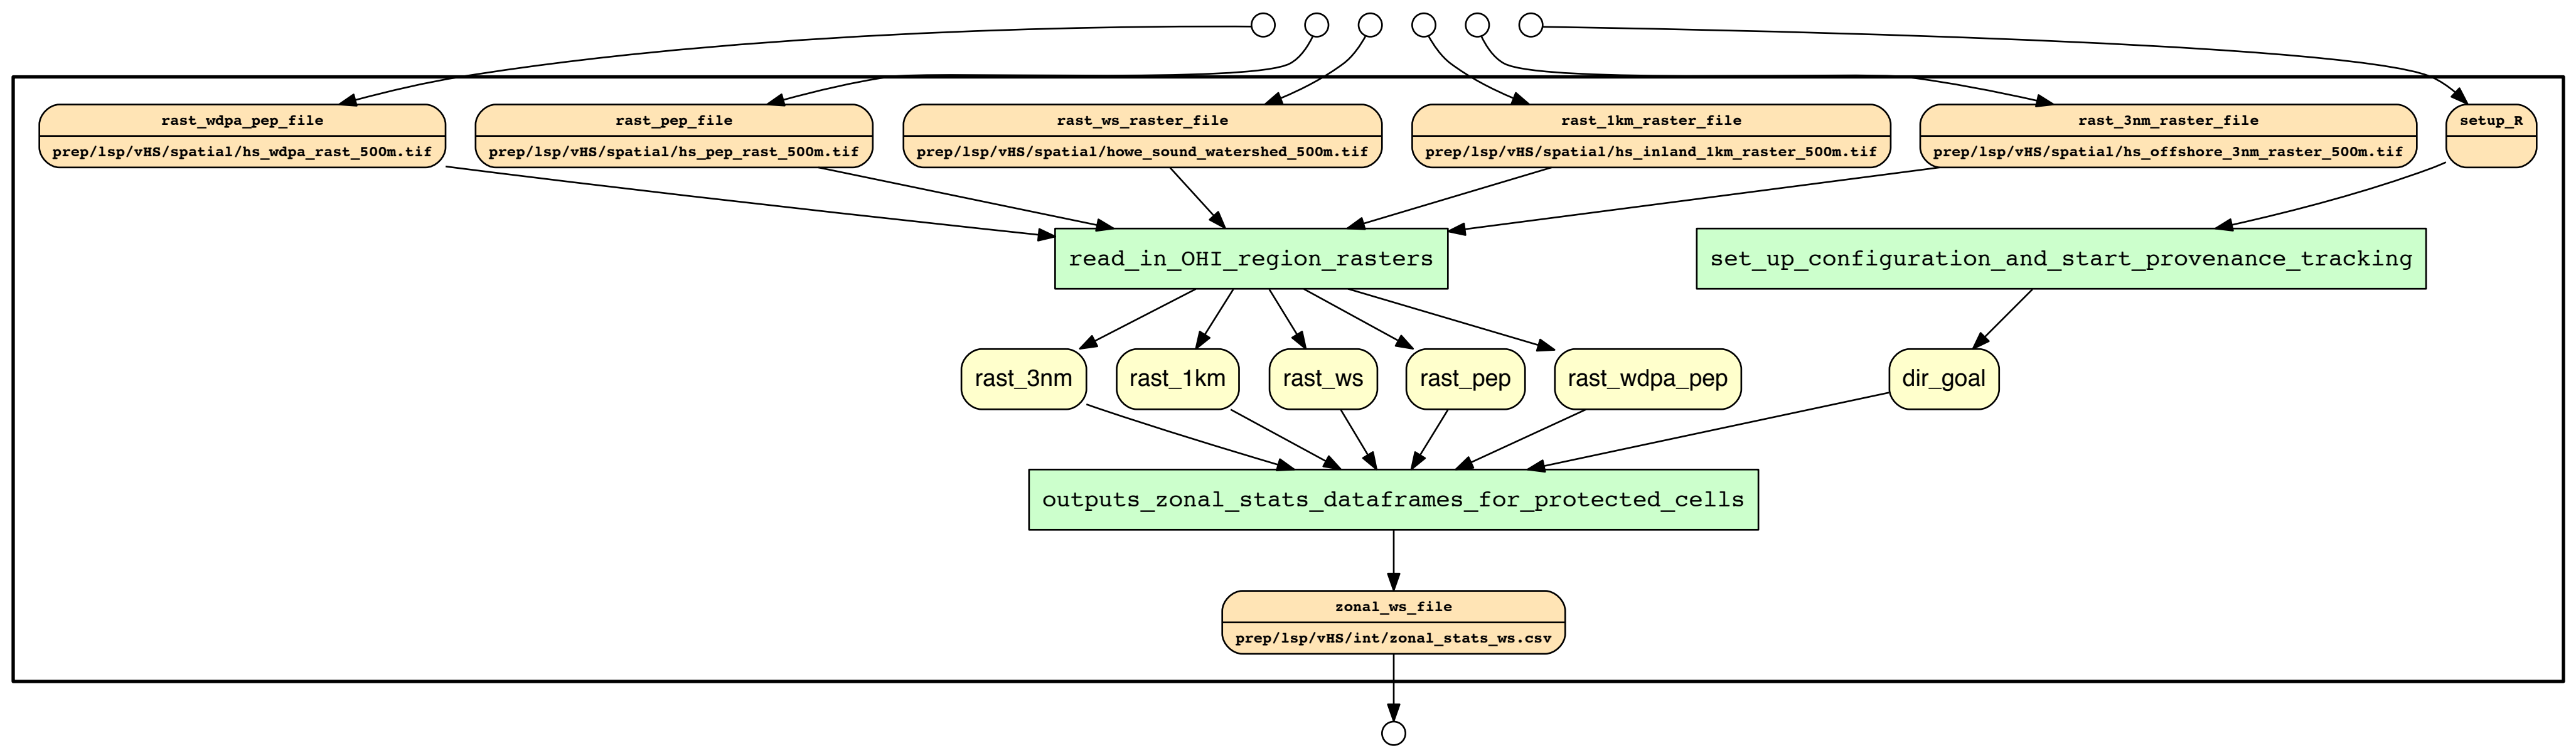 rast_wdpa_pep_file
prep/lsp/vHS/spatial/hs_wdpa_rast_500m.tif
rast_pep_file
prep/lsp/vHS/spatial/hs_pep_rast_500m.tif
rast_ws_raster_file
prep/lsp/vHS/spatial/howe_sound_watershed_500m.tif
rast_1km_raster_file
prep/lsp/vHS/spatial/hs_inland_1km_raster_500m.tif
rast_3nm_raster_file
prep/lsp/vHS/spatial/hs_offshore_3nm_raster_500m.tif
setup_R
read_in_OHI_region_rasters
set_up_configuration_and_start_provenance_tracking
rast_3nm
rast_1km
rast_ws
rast_pep
rast_wdpa_pep
dir_goal
outputs_zonal_stats_dataframes_for_protected_cells
zonal_ws_file
prep/lsp/vHS/int/zonal_stats_ws.csv